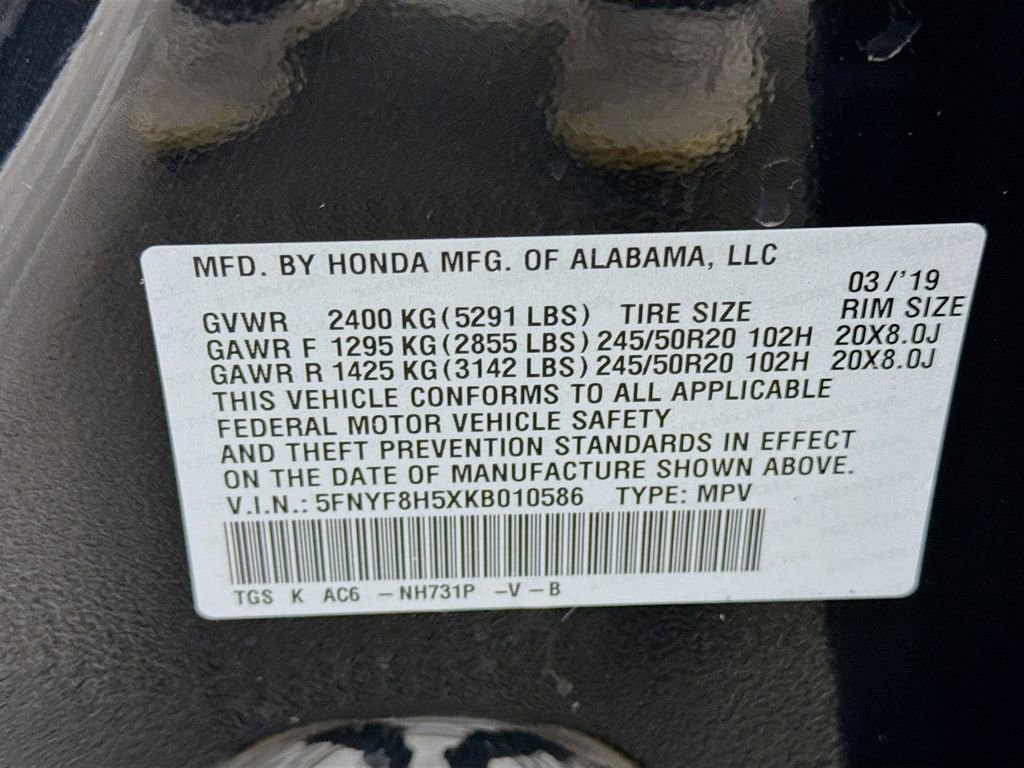 MFD. BY HONDA MFG. OF ALABAMA, LLC
03/'19
GVWR 2400 KG(5291 LBS) TIRE SIZE RIM SIZE
GAWR F 1295 KG(2855 LBS) 245/50R20 102H 20X8.0J
GAWR R 1425 KG(3142 LBS) 245/50R20 102H 20X8.0J
THIS VEHICLE CONFORMS TO ALL APPLICABLE
FEDERAL MOTOR VEHICLE SAFETY
AND THEFT PREVENTION STANDARDS IN EFFECT
ON THE DATE OF MANUFACTURE SHOWN ABOVE.
V.I.N.: 5FNYF8H5XKB010586 TYPE: MPV
TGS K AC6 -NH731P -V-B